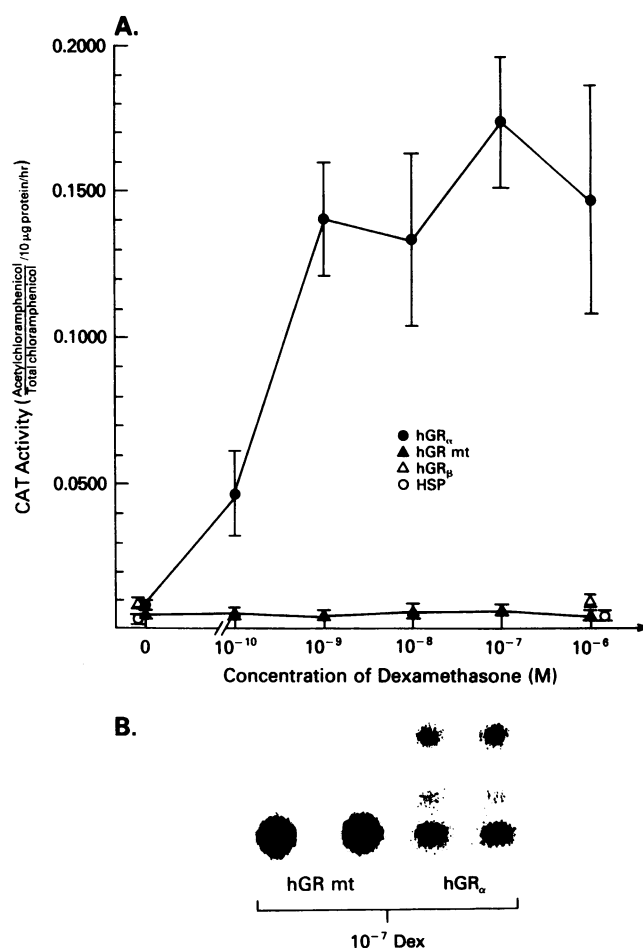 A.
0.2000
0.1500
0.1000
0.0500
CAT Activity (Acetylchloramphenicol/Total chloramphenicol/10 µg protein/hr)
hGRα
hGR mt
hGRβ
HSP
0 10⁻¹⁰ 10⁻⁹ 10⁻⁸ 10⁻⁷ 10⁻⁶
Concentration of Dexamethasone (M)
B.
hGR mt hGRα
10⁻⁷ Dex